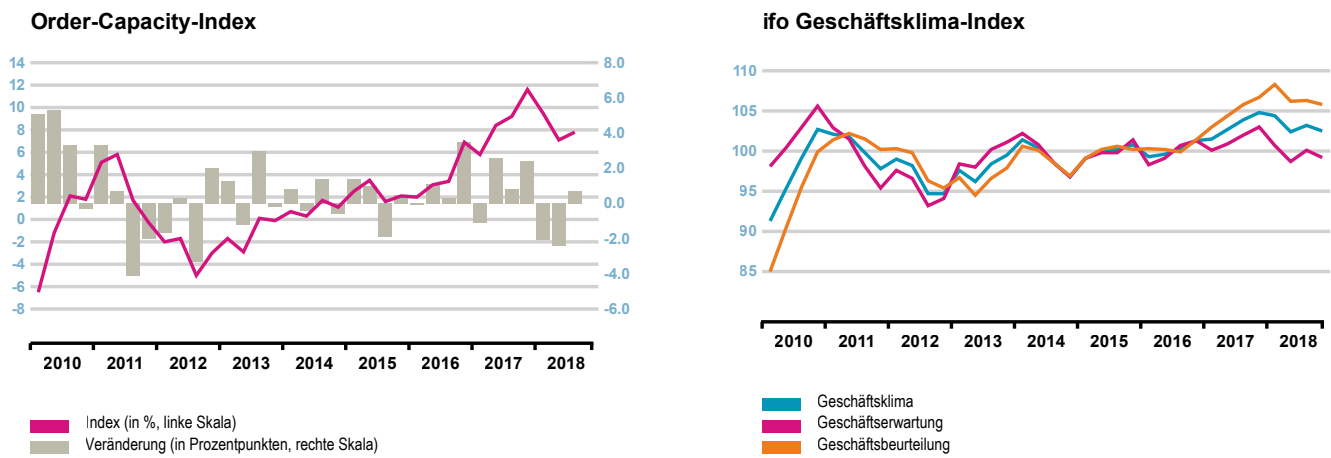 Order-Capacity-Index
14
12
10
8
6
4
2
0
-2
-4
-6
-8
8.0
6.0
4.0
2.0
0.0
-2.0
-4.0
-6.0
2010 2011 2012 2013 2014 2015 2016 2017 2018
Index (in %, linke Skala)
Veränderung (in Prozentpunkten, rechte Skala)
ifo Geschäftsklima-Index
110
105
100
95
90
85
2010 2011 2012 2013 2014 2015 2016 2017 2018
Geschäftsklima
Geschäftserwartung
Geschäftsbeurteilung